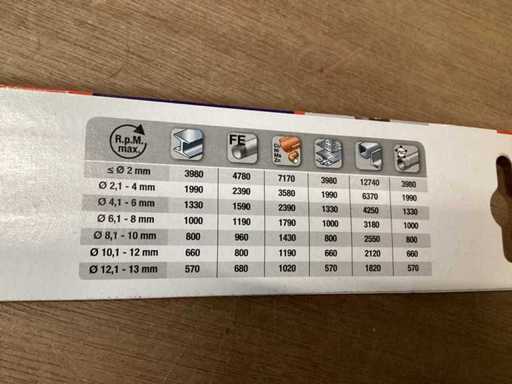 R.p.M. max.
FE
≤ Ø 2 mm 3980 4780 7170 3980 12740 3980
Ø 2,1 - 4 mm 1990 2390 3580 1990 6370 1990
Ø 4,1 - 6 mm 1330 1590 2390 1330 4250 1330
Ø 6,1 - 8 mm 1000 1190 1790 1000 3180 1000
Ø 8,1 - 10 mm 800 960 1430 800 2550 800
Ø 10,1 - 12 mm 660 800 1190 660 2120 660
Ø 12,1 - 13 mm 570 680 1020 570 1820 570